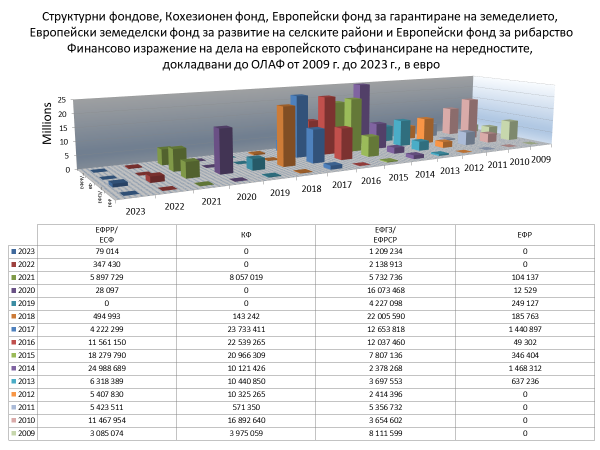 Структурни фондове, Кохезионен фонд, Европейски фонд за гарантиране на земеделието,
Европейски земеделски фонд за развитие на селските райони и Европейски фонд за рибарство
Финансово изражение на дела на европейското съфинансиране на нередностите,
докладвани до ОЛАФ от 2009 г. до 2023 г., в евро
Millions
25
20
15
10
5
0
2023 2022 2021 2020 2019 2018 2017 2016 2015 2014 2013 2012 2011 2010 2009
ЕФРР/ ЕФГЗ/
ЕСФ КФ ЕФРСР ЕФР
2023 79 014 0 1 209 234 0
2022 347 430 0 2 138 913 0
2021 5 897 729 8 057 019 5 732 736 104 137
2020 28 097 0 16 073 468 12 529
2019 0 0 4 227 098 249 127
2018 494 993 143 242 22 005 590 185 763
2017 4 222 299 23 733 411 12 653 818 1 440 897
2016 11 561 150 22 539 265 12 037 460 49 302
2015 18 279 790 20 966 309 7 807 136 346 404
2014 24 988 689 10 121 426 2 378 268 1 468 312
2013 6 318 389 10 440 850 3 697 553 637 236
2012 5 407 830 10 325 265 2 414 396 0
2011 5 423 511 571 350 5 356 732 0
2010 11 467 954 16 892 640 3 654 602 0
2009 3 085 074 3 975 059 8 111 599 0